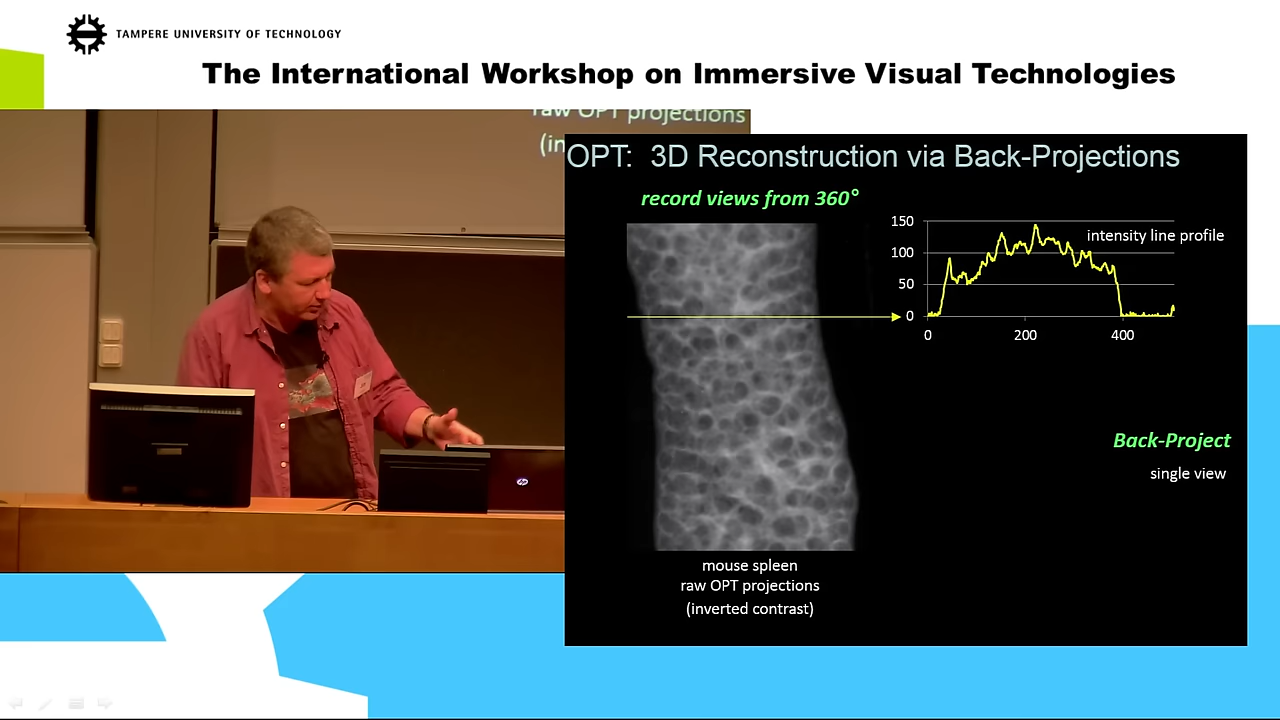 TAMPERE UNIVERSITY OF TECHNOLOGY
The International Workshop on Immersive Visual Technologies
raw OPT projections
(in
OPT: 3D Reconstruction via Back-Projections
record views from 360°
150
intensity line profile
100
50
0
0 200 400
Back-Project
single view
mouse spleen
raw OPT projections
(inverted contrast)
hp